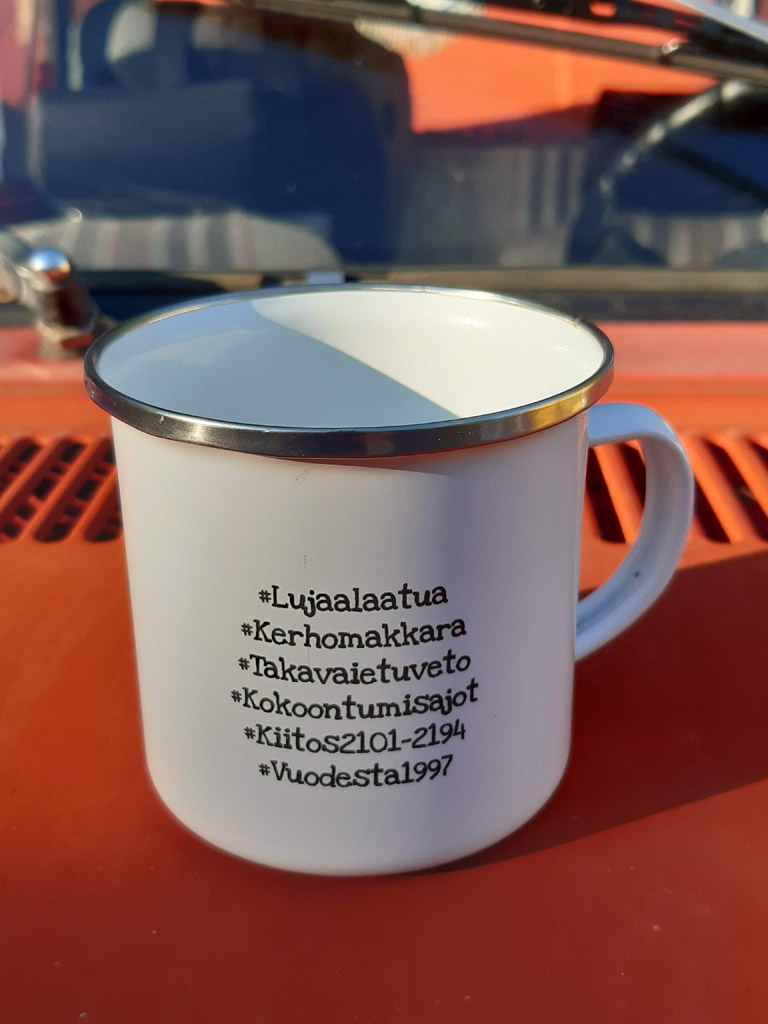 #Lujaalaatua
#Kerhomakkara
#Takavaietuveto
#Kokoontumisajot
#Kiitos2101-2194
#Vuodesta1997